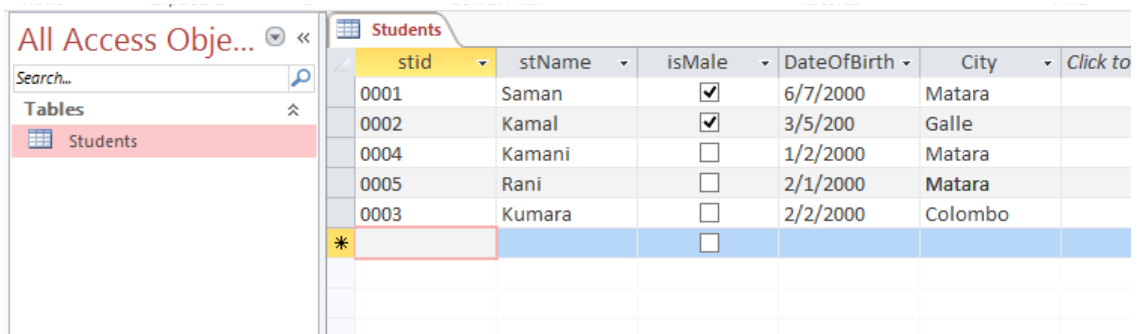 All Access Obje...
Search...
Tables
Students
Students
stid stName isMale DateOfBirth City Click to
0001 Saman 6/7/2000 Matara
0002 Kamal 3/5/200 Galle
0004 Kamani 1/2/2000 Matara
0005 Rani 2/1/2000 Matara
0003 Kumara 2/2/2000 Colombo